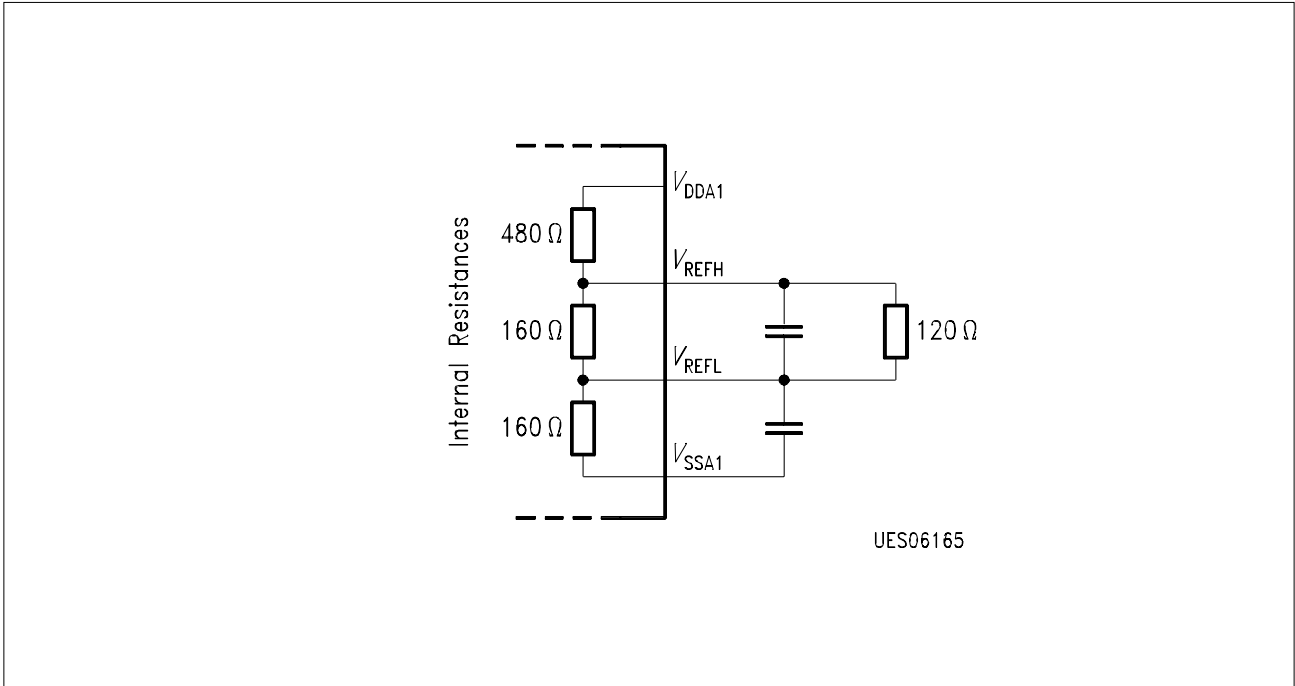 V_DDA1
480 Ω
V_REFH
160 Ω
120 Ω
V_REFL
160 Ω
V_SSA1
Internal Resistances
UES06165